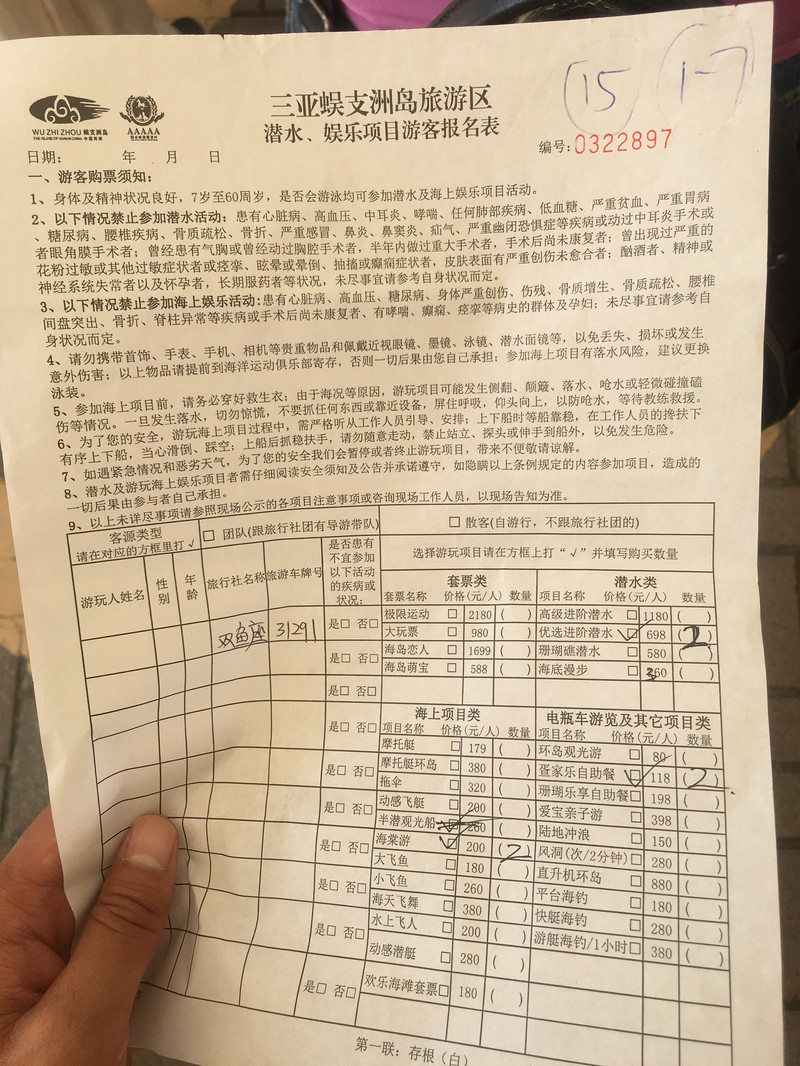 15
1-7
三亚蜈支洲岛旅游区
潜水、娱乐项目游客报名表
WU ZHI ZHOU 蜈支洲岛
THE ISLAND OF HAINAN CHINA 中国海南
AAAAA
日期: 年 月 日
编号:0322897
一、游客购票须知:
1、身体及精神状况良好，7岁至60周岁，是否会游泳均可参加潜水及海上娱乐项目活动。
2、以下情况禁止参加潜水活动：患有心脏病、高血压、中耳炎、哮喘、任何肺部疾病、低血糖、严重贫血、严重胃病
、糖尿病、腰椎疾病、骨质疏松、骨折、严重感冒、鼻炎、鼻窦炎、疝气、严重幽闭恐惧症等疾病或动过中耳炎手术或
者眼角膜手术者；曾经患有气胸或曾经动过胸腔手术者，半年内做过重大手术者，手术后尚未康复者；曾出现过严重的
花粉过敏或其他过敏症状者或痉挛、眩晕或晕倒、抽搐或癫痫症状者，皮肤表面有严重创伤未愈合者；酗酒者、精神或
神经系统失常者以及怀孕者，长期服药者等状况，未尽事宜请参考自身状况而定。
3、以下情况禁止参加海上娱乐活动:患有心脏病、高血压、糖尿病、身体严重创伤、伤残、骨质增生、骨质疏松、腰椎
间盘突出、骨折、脊柱异常等疾病或手术后尚未康复者、有哮喘、癫痫、痉挛等病史的群体及孕妇；未尽事宜请参考自
身状况而定。
4、请勿携带首饰、手表、手机、相机等贵重物品和佩戴近视眼镜、墨镜、泳镜、潜水面镜等，以免丢失、损坏或发生
意外伤害；以上物品请提前到海洋运动俱乐部寄存，否则一切后果由您自己承担；参加海上项目有落水风险，建议更换
泳装。
5、参加海上项目前，请务必穿好救生衣；由于海况等原因，游玩项目可能发生侧翻、颠簸、落水、呛水或轻微碰撞磕
伤等情况。一旦发生落水，切勿惊慌，不要抓任何东西或靠近设备，屏住呼吸，仰头向上，以防呛水，等待教练救援。
6、为了您的安全，游玩海上项目过程中，需严格听从工作人员引导、安排；上下船时等船靠稳，在工作人员的搀扶下
有序上下船，当心滑倒、踩空；上船后抓稳扶手，请勿随意走动，禁止站立、探头或伸手到船外，以免发生危险。
7、如遇紧急情况和恶劣天气，为了您的安全我们会暂停或者终止游玩项目，带来不便敬请谅解。
8、潜水及游玩海上娱乐项目者需仔细阅读安全须知及公告并承诺遵守，如隐瞒以上条例规定的内容参加项目，造成的
一切后果由参与者自己承担。
9、以上未详尽事项请参照现场公示的各项目注意事项或咨询现场工作人员，以现场告知为准。
客源类型
请在对应的方框里打√
□ 团队(跟旅行社团有导游带队)
□ 散客(自游行，不跟旅行社团的)
游玩人姓名
性别
年龄
旅行社名称
旅游车牌号
是否患有
不宜参加
以下活动
的疾病或
状况:
选择游玩项目请在方框上打“√”并填写购买数量
双鱼座 31291
是□ 否□
是□ 否□
是□ 否□
是□ 否□
是□ 否□
是□ 否□
是□ 否□
是□ 否□
是□ 否□
是□ 否□
套票类
套票名称 价格(元/人) 数量
极限运动 □ 2180 ( )
大玩票 □ 980 ( )
海岛恋人 □ 1699 ( )
海岛萌宝 □ 588 ( )
潜水类
项目名称 价格(元/人) 数量
高级进阶潜水 □ 1180 ( )
优选进阶潜水 ☑ 698 (2)
珊瑚礁潜水 □ 580 ( )
海底漫步 □ 360 ( )
海上项目类
项目名称 价格(元/人) 数量
摩托艇 □ 179 ( )
摩托艇环岛 □ 380 ( )
拖伞 □ 320 ( )
动感飞艇 □ 200 ( )
半潜观光船 ☑ 260 ( )
海棠游 ☑ 200 (2)
大飞鱼 □ 180 ( )
小飞鱼 □ 260 ( )
海天飞舞 □ 380 ( )
水上飞人 □ 200 ( )
动感潜艇 □ 280 ( )
欢乐海滩套票□ 180 ( )
电瓶车游览及其它项目类
项目名称 价格(元/人) 数量
环岛观光游 □ 80 ( )
疍家乐自助餐 ☑ 118 (2)
珊瑚乐享自助餐□ 198 ( )
爱宝亲子游 □ 398 ( )
陆地冲浪 □ 150 ( )
风洞(次/2分钟)□ 280 ( )
直升机环岛 □ 880 ( )
平台海钓 □ 180 ( )
快艇海钓 □ 280 ( )
游艇海钓/1小时□ 380 ( )
第一联：存根（白）